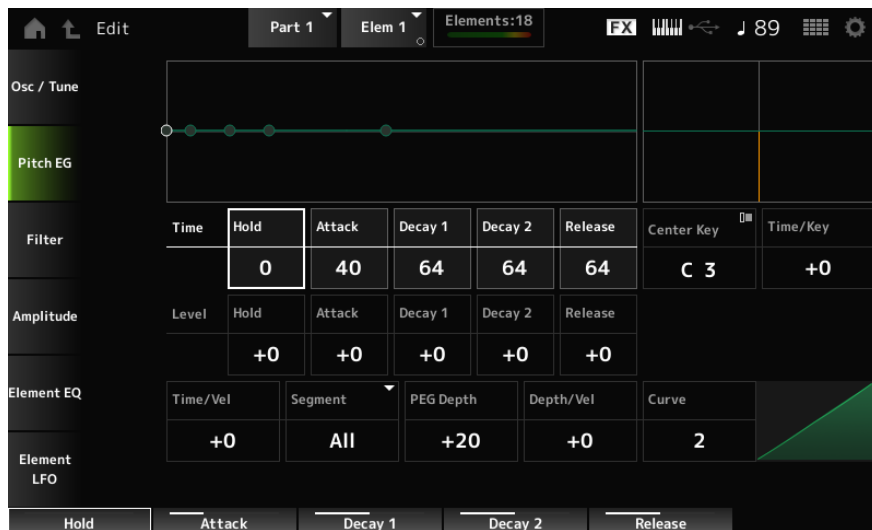 Edit Part 1 Elem 1 Elements:18 FX 89
Osc / Tune
Pitch EG
Filter
Amplitude
Element EQ
Element
LFO
Time Hold Attack Decay 1 Decay 2 Release Center Key Time/Key
0 40 64 64 64 C 3 +0
Level Hold Attack Decay 1 Decay 2 Release
+0 +0 +0 +0 +0
Time/Vel Segment PEG Depth Depth/Vel Curve
+0 All +20 +0 2
Hold Attack Decay 1 Decay 2 Release